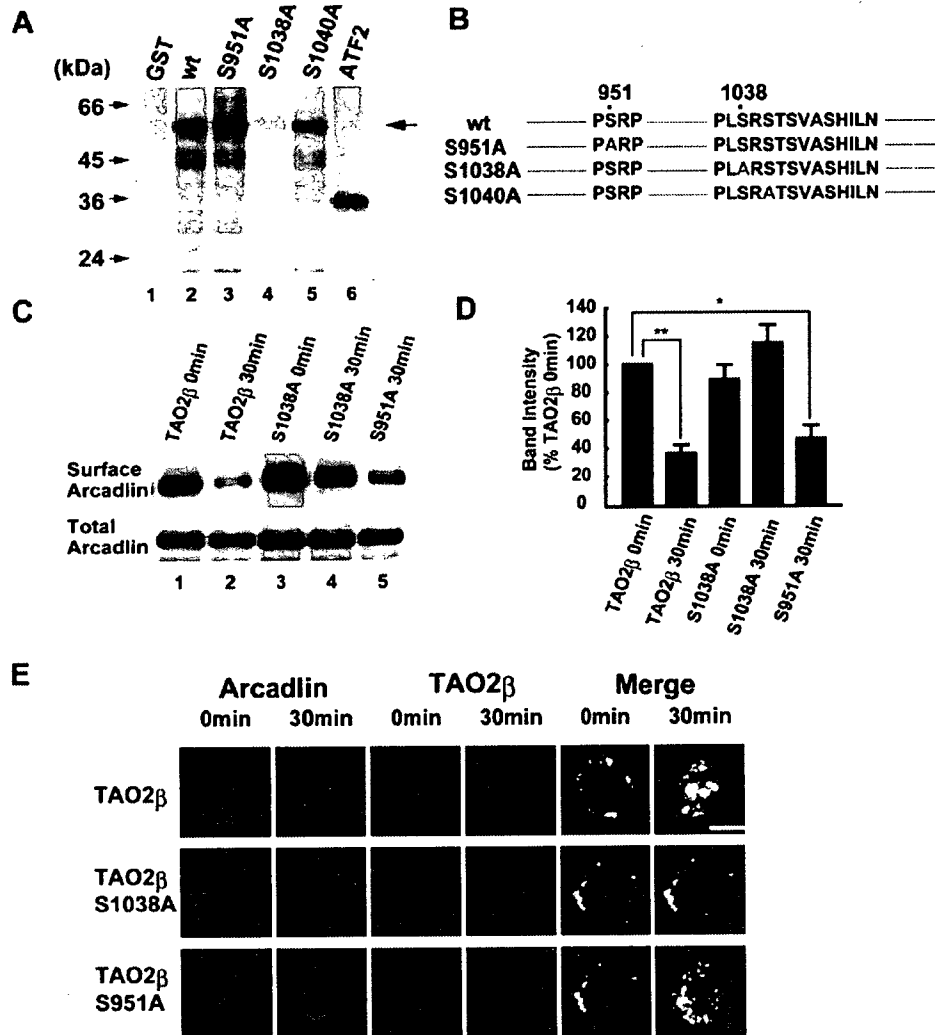 A
(kDa)
GST
wt
S951A
S1038A
S1040A
ATF2
66
45
36
24
1 2 3 4 5 6
B
951 1038
wt PSRP PLSRSTSVASHILN
S951A PARP PLSRSTSVASHILN
S1038A PSRP PLARSTSVASHILN
S1040A PSRP PLSRATSVASHILN
C
TAO2β 0min
TAO2β 30min
S1038A 0min
S1038A 30min
S951A 30min
Surface
Arcadlin
Total
Arcadlin
1 2 3 4 5
D
Band Intensity
(% TAO2β 0min)
140
120
100
80
60
40
20
0
**
*
TAO2β 0min
TAO2β 30min
S1038A 0min
S1038A 30min
S951A 30min
E
Arcadlin TAO2β Merge
0min 30min 0min 30min 0min 30min
TAO2β
TAO2β
S1038A
TAO2β
S951A